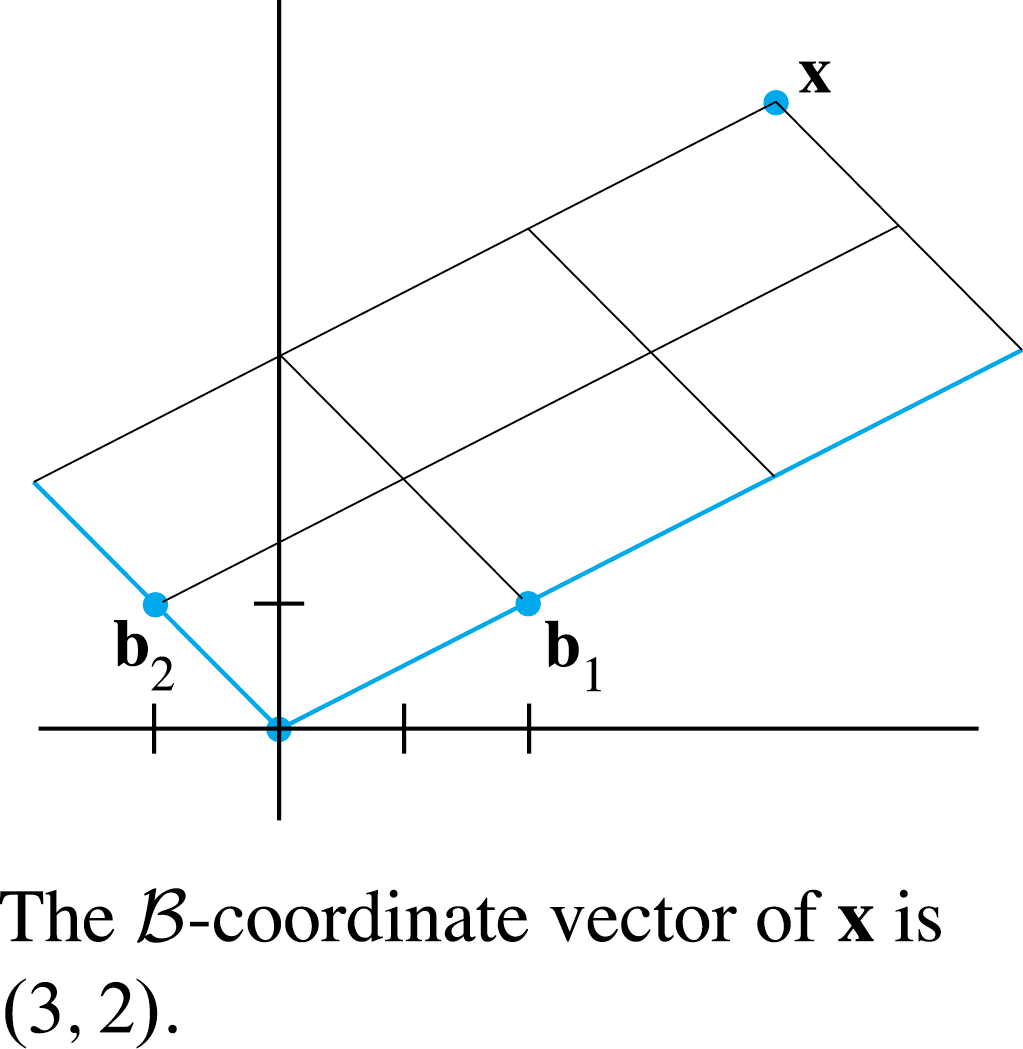 x
b₂
b₁
The ℬ-coordinate vector of x is
(3, 2).